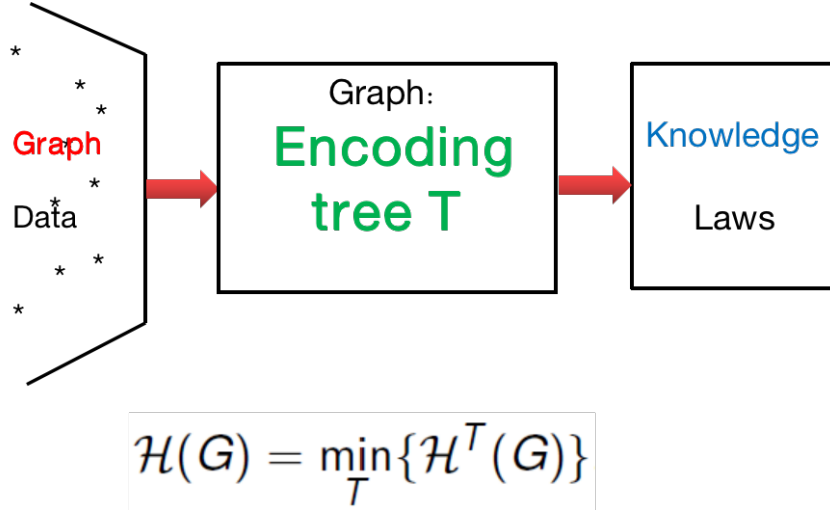 Graph
Data
Graph:
Encoding
tree T
Knowledge
Laws
ℋ(G) = min_T{ℋ^T(G)}